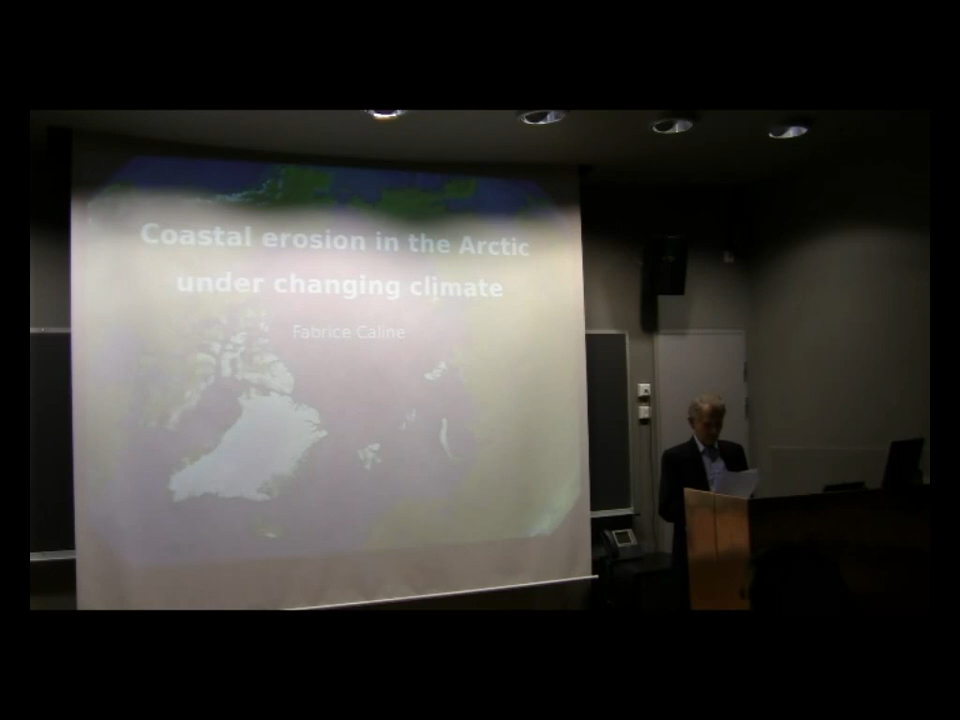 Coastal erosion in the Arctic
under changing climate
Fabrice Caline